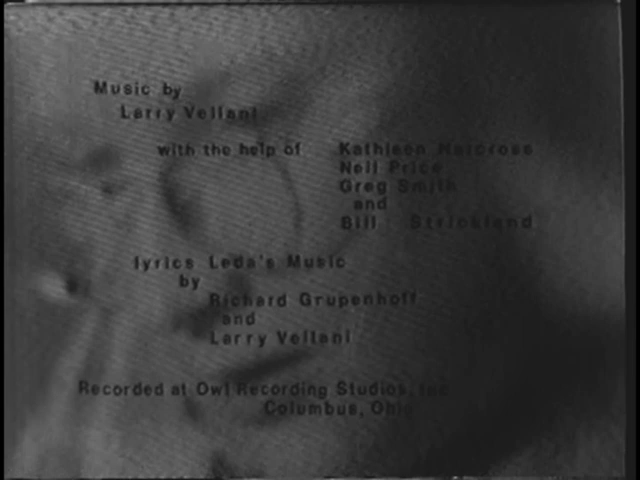 Music by
Larry Vellani
with the help of Kathleen Norcross
Neil Price
Greg Smith
and
Bill Strickland
lyrics Leda's Music
by
Richard Grupenhoff
and
Larry Vellani
Recorded at Owl Recording Studios, Inc
Columbus, Ohio